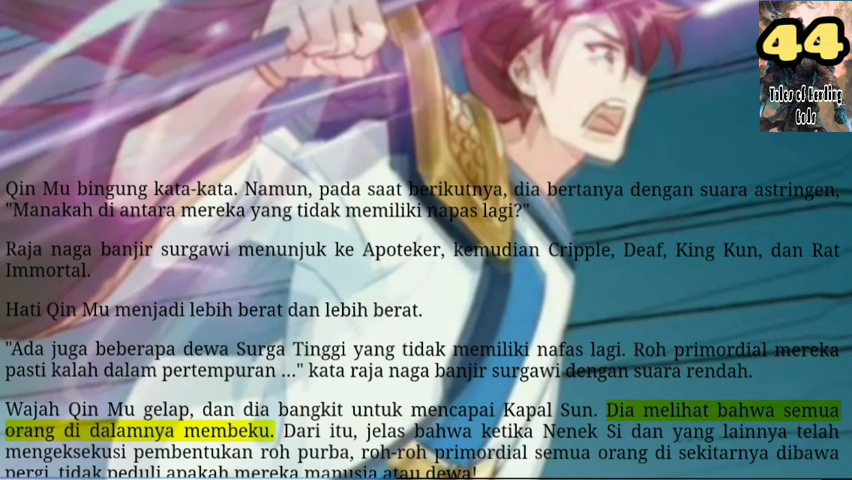 44
Tales of Herding
Gods
Qin Mu bingung kata-kata. Namun, pada saat berikutnya, dia bertanya dengan suara astringen,
"Manakah di antara mereka yang tidak memiliki napas lagi?"
Raja naga banjir surgawi menunjuk ke Apoteker, kemudian Cripple, Deaf, King Kun, dan Rat
Immortal.
Hati Qin Mu menjadi lebih berat dan lebih berat.
"Ada juga beberapa dewa Surga Tinggi yang tidak memiliki nafas lagi. Roh primordial mereka
pasti kalah dalam pertempuran ..." kata raja naga banjir surgawi dengan suara rendah.
Wajah Qin Mu gelap, dan dia bangkit untuk mencapai Kapal Sun. Dia melihat bahwa semua
orang di dalamnya membeku. Dari itu, jelas bahwa ketika Nenek Si dan yang lainnya telah
mengeksekusi pembentukan roh purba, roh-roh primordial semua orang di sekitarnya dibawa
pergi, tidak peduli apakah mereka manusia atau dewa!